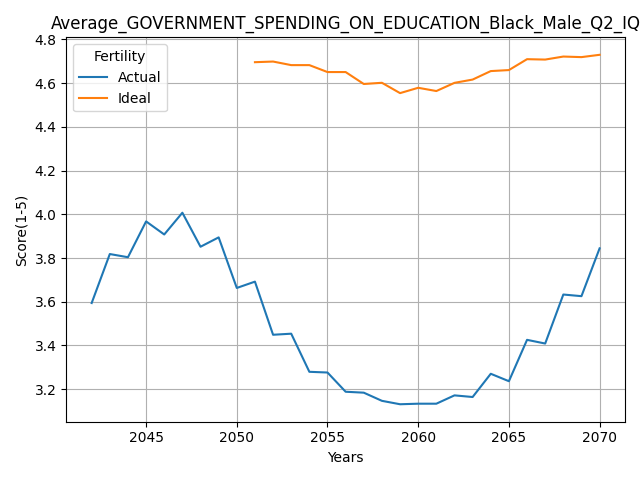 Average_GOVERNMENT_SPENDING_ON_EDUCATION_Black_Male_Q2_IQ
Fertility
Actual
Ideal
Score(1-5)
4.8
4.6
4.4
4.2
4.0
3.8
3.6
3.4
3.2
2045 2050 2055 2060 2065 2070
Years